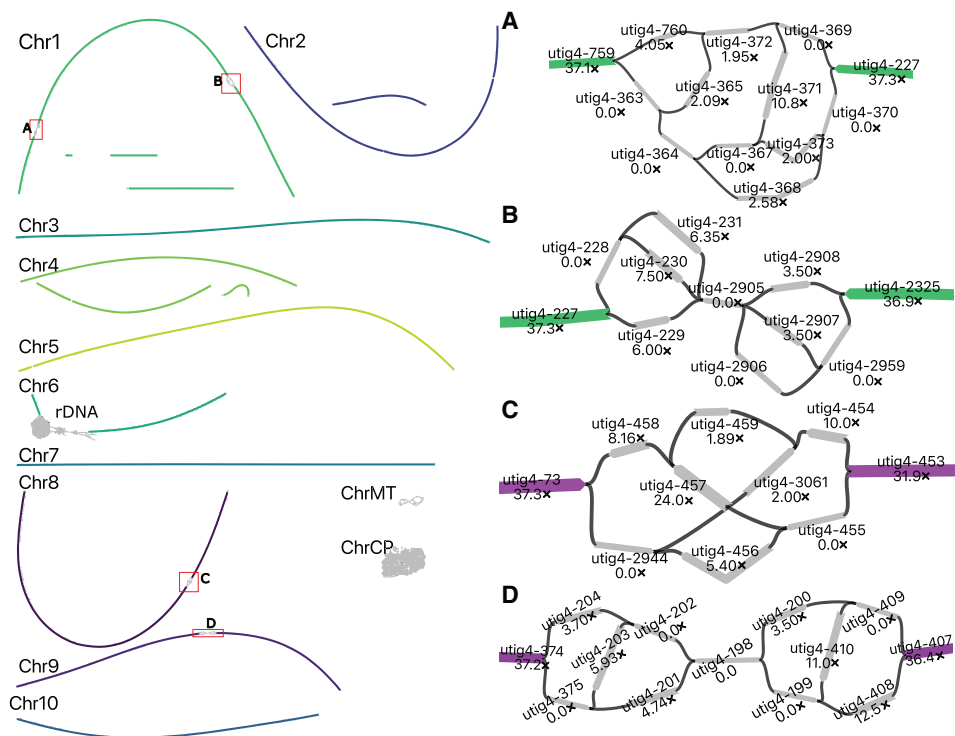 Chr1
A
B
Chr2
Chr3
Chr4
Chr5
Chr6
rDNA
Chr7
Chr8
ChrMT
ChrCP
C
D
Chr9
Chr10
A
utig4-760
4.05×
utig4-369
0.0×
utig4-372
1.95×
utig4-759
37.1×
utig4-227
37.3×
utig4-365
2.09×
utig4-371
10.8×
utig4-363
0.0×
utig4-370
0.0×
utig4-373
2.00×
utig4-364
0.0×
utig4-367
0.0×
utig4-368
2.58×
B
utig4-231
6.35×
utig4-228
0.0×
utig4-230
7.50×
utig4-2908
3.50×
utig4-2905
0.0×
utig4-2325
36.9×
utig4-227
37.3×
utig4-229
6.00×
utig4-2907
3.50×
utig4-2906
0.0×
utig4-2959
0.0×
C
utig4-454
10.0×
utig4-458
8.16×
utig4-459
1.89×
utig4-453
31.9×
utig4-73
37.3×
utig4-457
24.0×
utig4-3061
2.00×
utig4-455
0.0×
utig4-2944
0.0×
utig4-456
5.40×
D
utig4-204
3.70×
utig4-202
0.0×
utig4-200
3.50×
utig4-409
0.0×
utig4-203
5.93×
utig4-374
37.2×
utig4-198
0.0
utig4-410
11.0×
utig4-407
36.4×
utig4-375
0.0×
utig4-201
4.74×
utig4-199
0.0×
utig4-408
12.5×